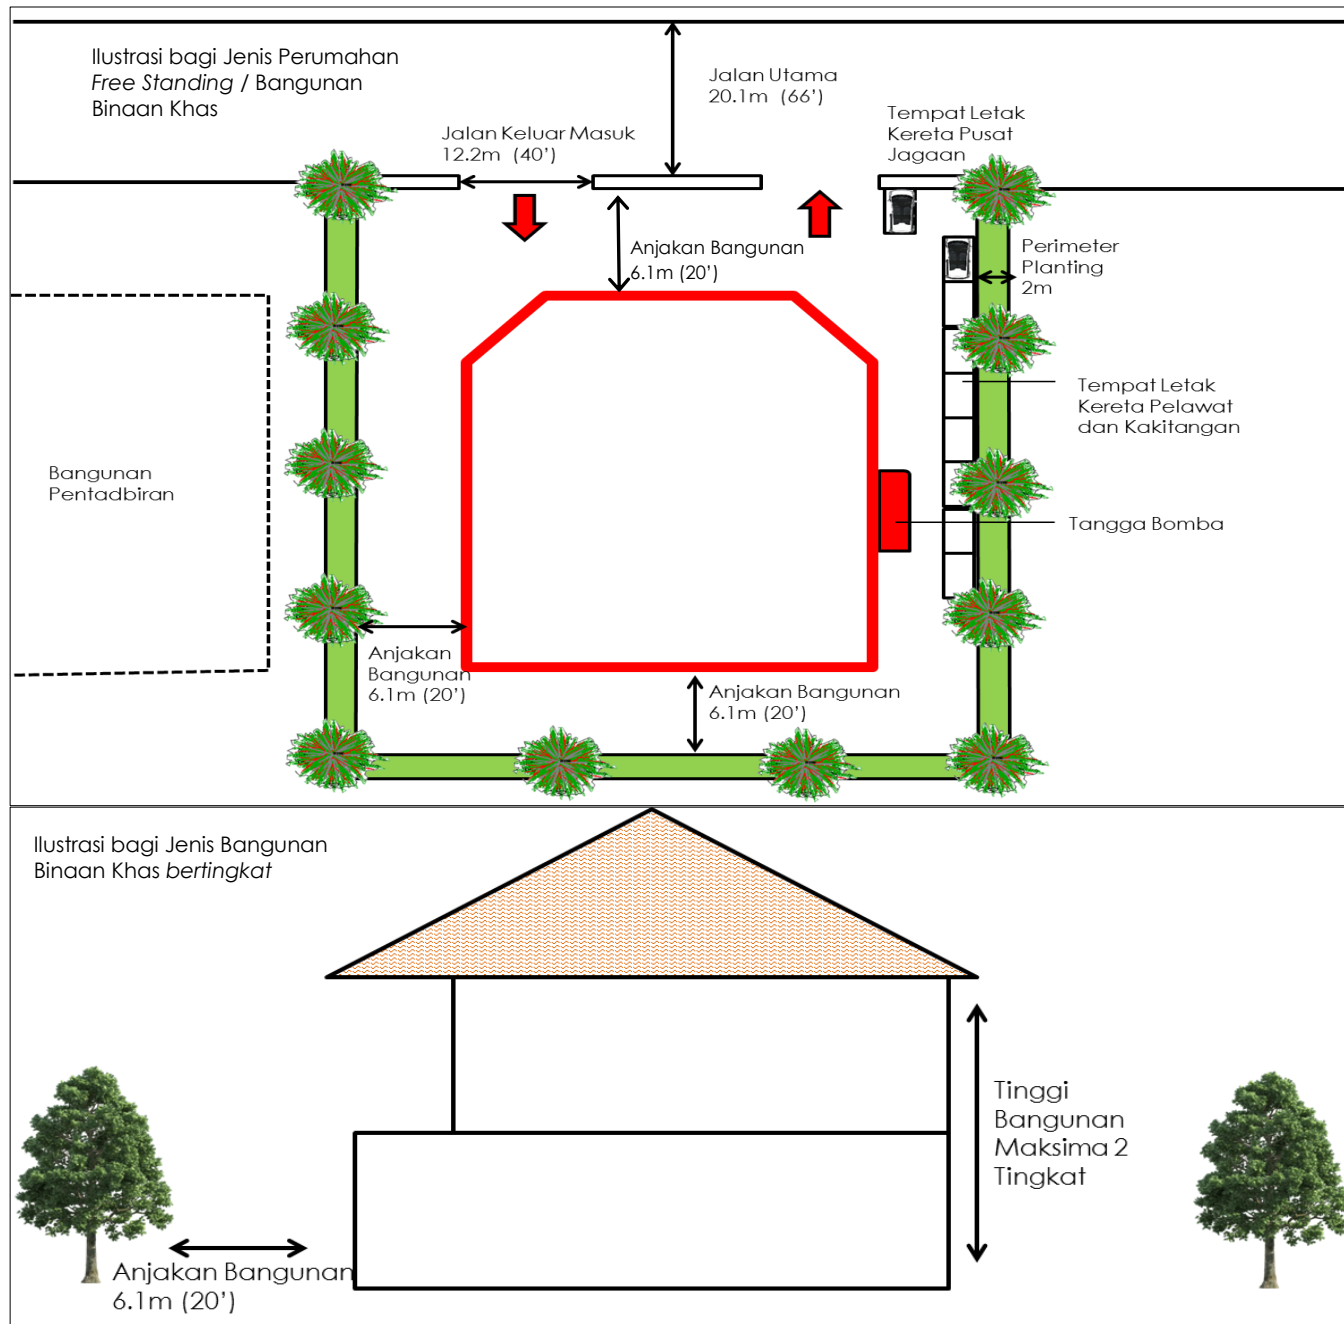 Ilustrasi bagi Jenis Perumahan
Free Standing / Bangunan
Binaan Khas
Jalan Utama
20.1m (66')
Jalan Keluar Masuk
12.2m (40')
Tempat Letak
Kereta Pusat
Jagaan
Anjakan Bangunan
6.1m (20')
Perimeter
Planting
2m
Tempat Letak
Kereta Pelawat
dan Kakitangan
Bangunan
Pentadbiran
Tangga Bomba
Anjakan
Bangunan
6.1m (20')
Anjakan Bangunan
6.1m (20')
Ilustrasi bagi Jenis Bangunan
Binaan Khas bertingkat
Tinggi
Bangunan
Maksima 2
Tingkat
Anjakan Bangunan
6.1m (20')